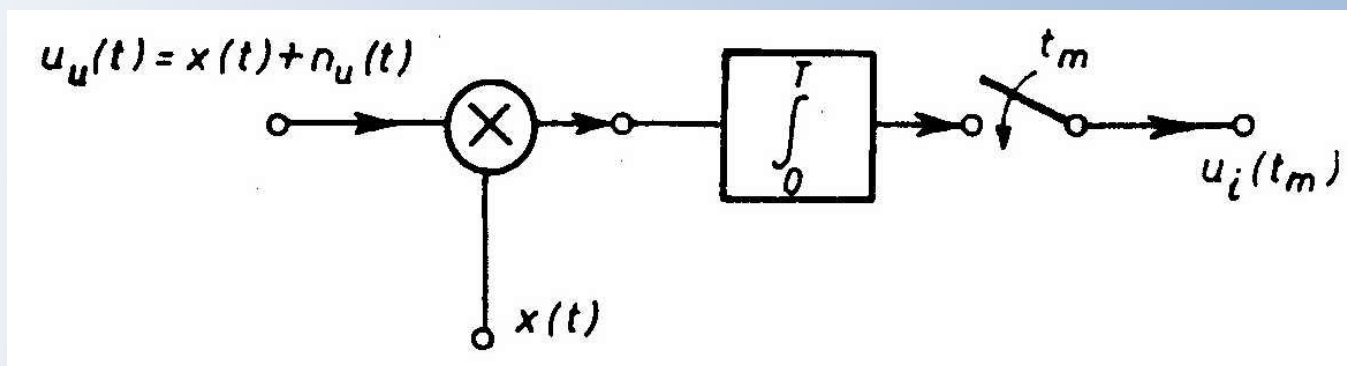 u_u(t) = x(t) + n_u(t)
t_m
T
∫
0
u_i(t_m)
x(t)